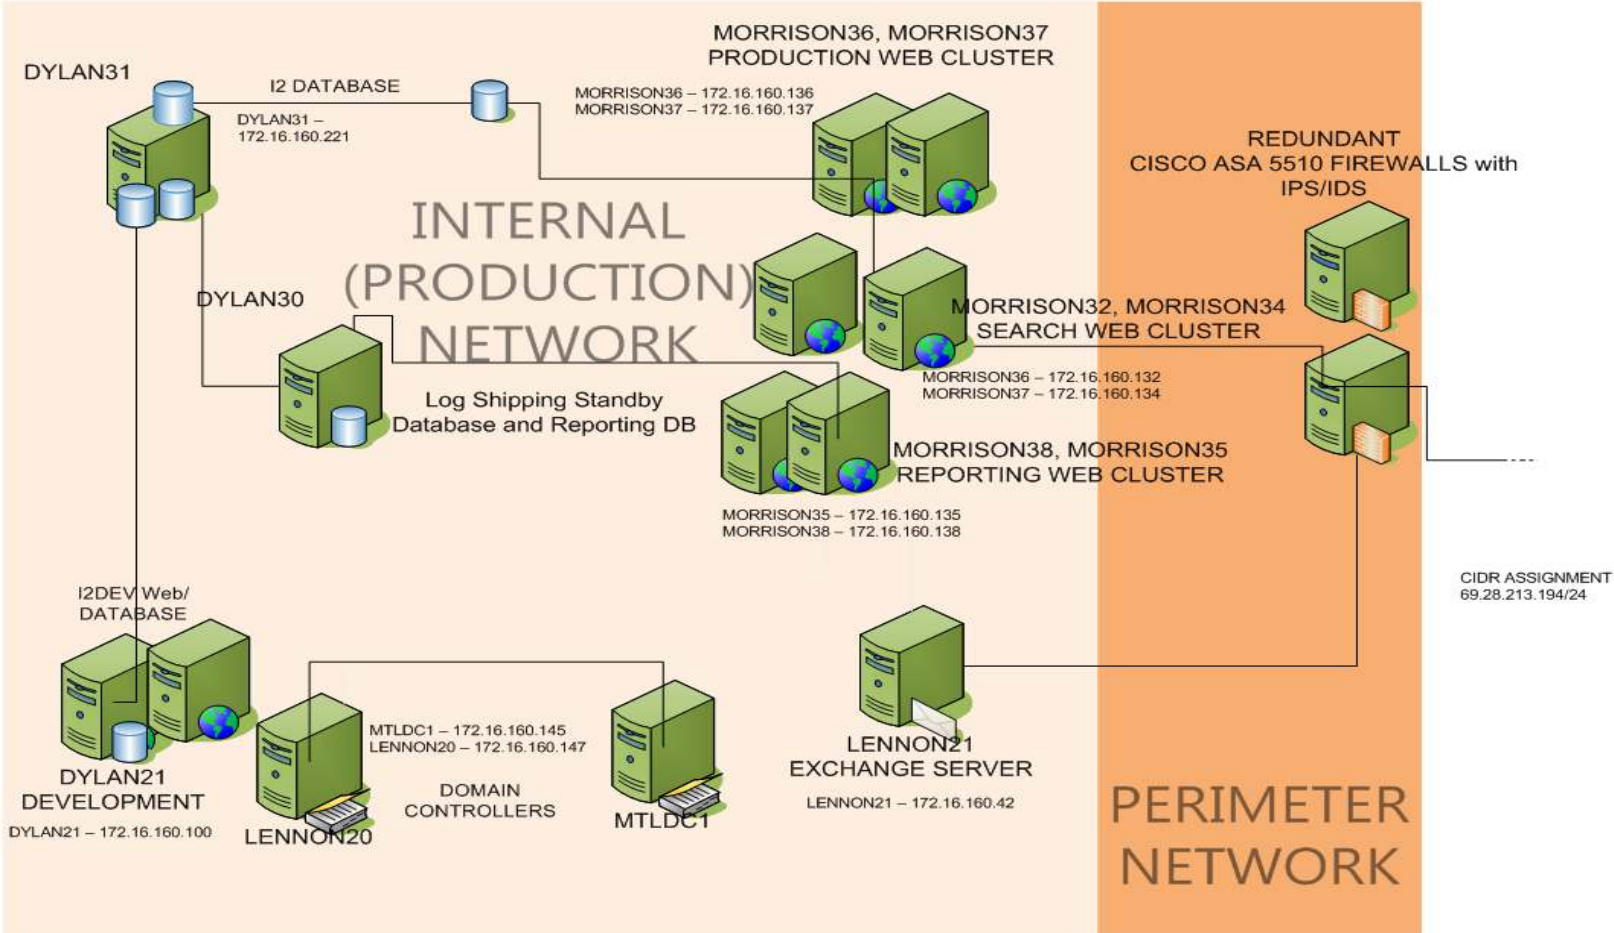 MORRISON36, MORRISON37
PRODUCTION WEB CLUSTER
DYLAN31
I2 DATABASE
MORRISON36 – 172.16.160.136
MORRISON37 – 172.16.160.137
DYLAN31 –
172.16.160.221
REDUNDANT
CISCO ASA 5510 FIREWALLS with
IPS/IDS
INTERNAL
(PRODUCTION)
NETWORK
DYLAN30
MORRISON32, MORRISON34
SEARCH WEB CLUSTER
MORRISON36 – 172.16.160.132
MORRISON37 – 172.16.160.134
Log Shipping Standby
Database and Reporting DB
MORRISON38, MORRISON35
REPORTING WEB CLUSTER
MORRISON35 – 172.16.160.135
MORRISON38 – 172.16.160.138
CIDR ASSIGNMENT
69.28.213.194/24
I2DEV Web/
DATABASE
MTLDC1 – 172.16.160.145
LENNON20 – 172.16.160.147
DOMAIN
CONTROLLERS
LENNON21
EXCHANGE SERVER
LENNON21 – 172.16.160.42
DYLAN21
DEVELOPMENT
DYLAN21 – 172.16.160.100
LENNON20
MTLDC1
PERIMETER
NETWORK